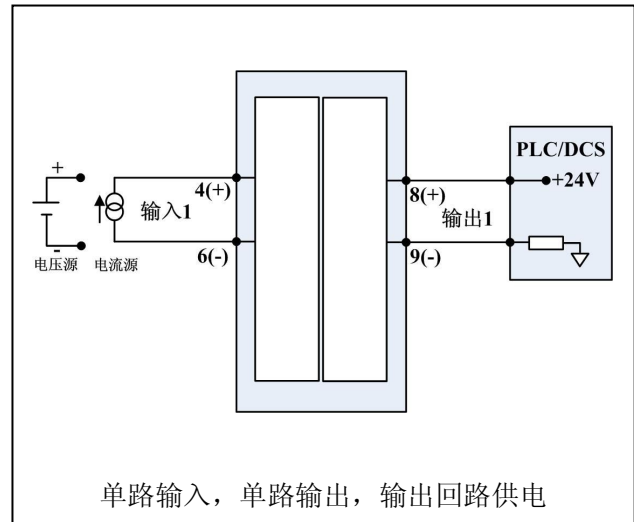 PLC/DCS
+
4(+)
8(+)
+24V
输入1
输出1
6(-)
9(-)
-
电压源
电流源
单路输入，单路输出，输出回路供电